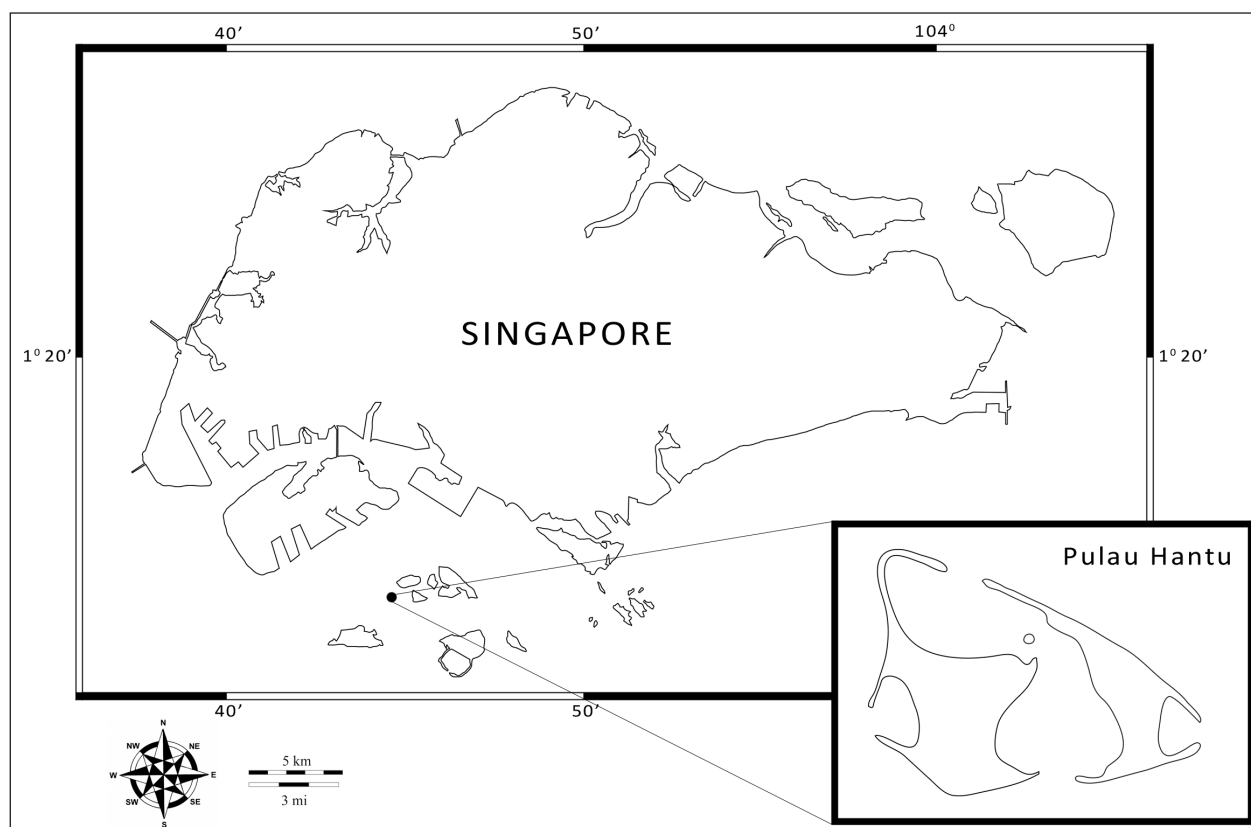 40’ 50’ 104⁰
SINGAPORE
1⁰ 20’ 1⁰ 20’
Pulau Hantu
40’ 50’
N
NW NE
W E
SW SE
S
5 km
3 mi